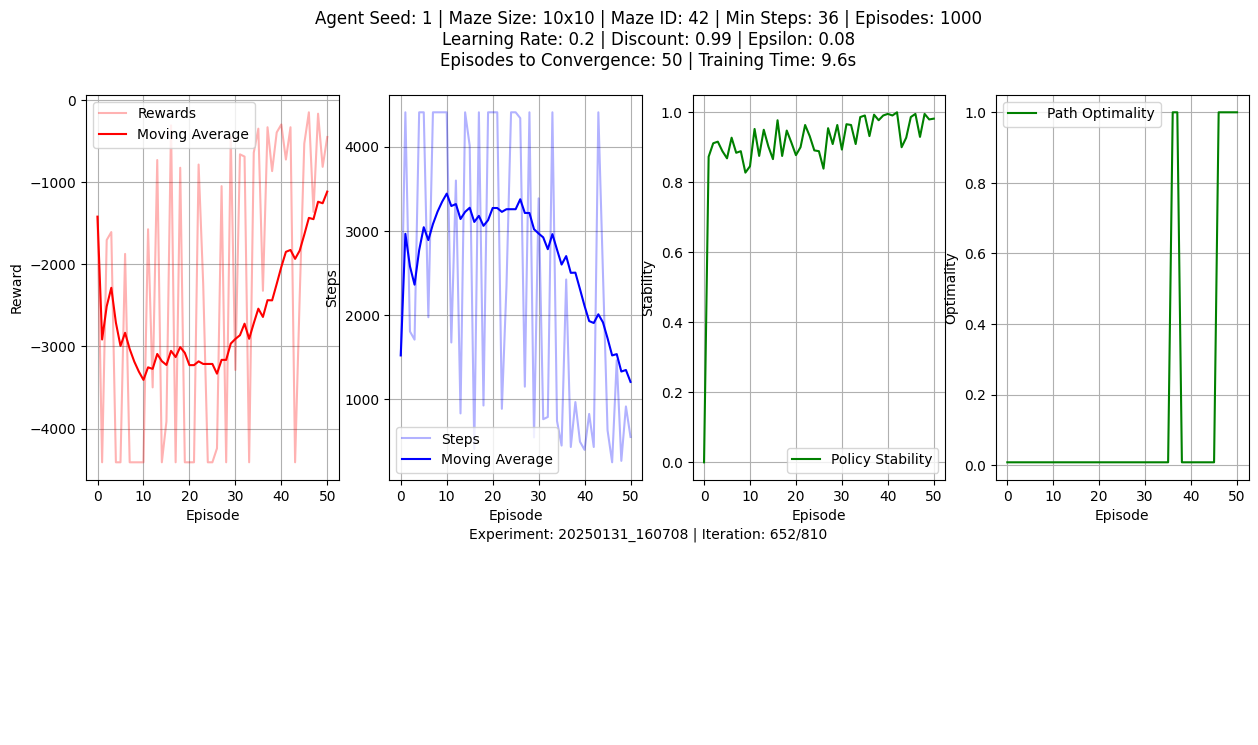 Agent Seed: 1 | Maze Size: 10x10 | Maze ID: 42 | Min Steps: 36 | Episodes: 1000
Learning Rate: 0.2 | Discount: 0.99 | Epsilon: 0.08
Episodes to Convergence: 50 | Training Time: 9.6s
Rewards
Moving Average
0
−1000
−2000
−3000
−4000
Reward
0 10 20 30 40 50
Episode
4000
3000
2000
1000
Steps
Steps
Moving Average
0 10 20 30 40 50
Episode
1.0
0.8
0.6
0.4
0.2
0.0
Stability
Policy Stability
0 10 20 30 40 50
Episode
Path Optimality
1.0
0.8
0.6
0.4
0.2
0.0
Optimality
0 10 20 30 40 50
Episode
Experiment: 20250131_160708 | Iteration: 652/810